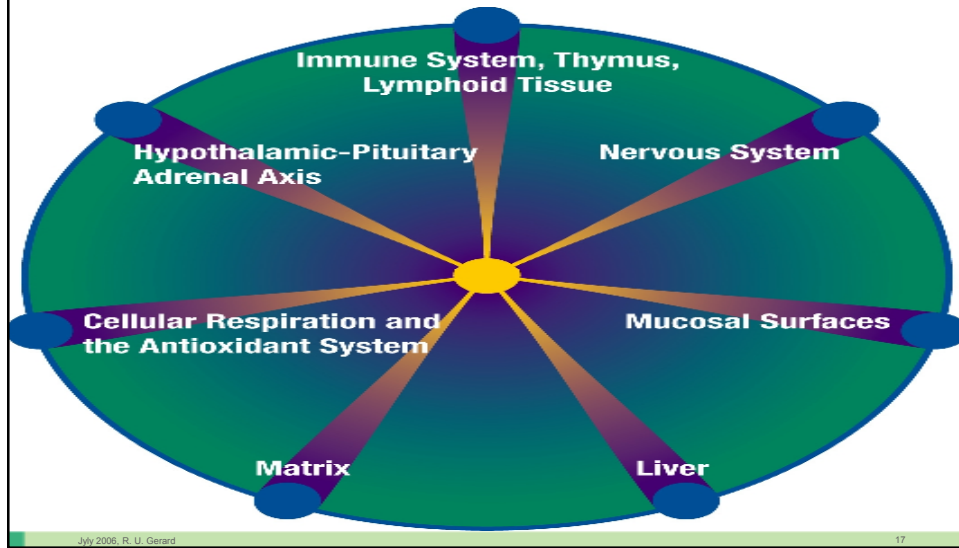 Immune System, Thymus,
Lymphoid Tissue
Hypothalamic-Pituitary
Adrenal Axis
Nervous System
Cellular Respiration and
the Antioxidant System
Mucosal Surfaces
Matrix
Liver
Jyly 2006, R. U. Gerard
17